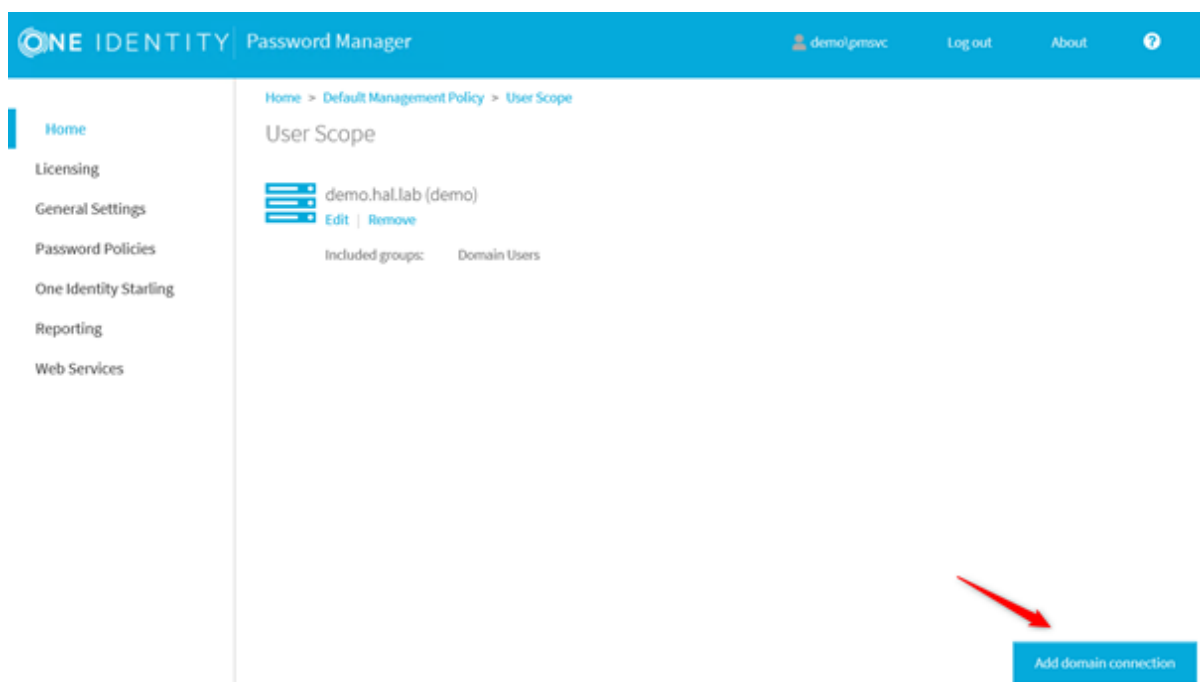 ONE IDENTITY Password Manager demo\pmsvc Log out About ?
Home > Default Management Policy > User Scope
Home
User Scope
Licensing
demo.hal.lab (demo)
General Settings
Edit | Remove
Password Policies
Included groups: Domain Users
One Identity Starling
Reporting
Web Services
Add domain connection